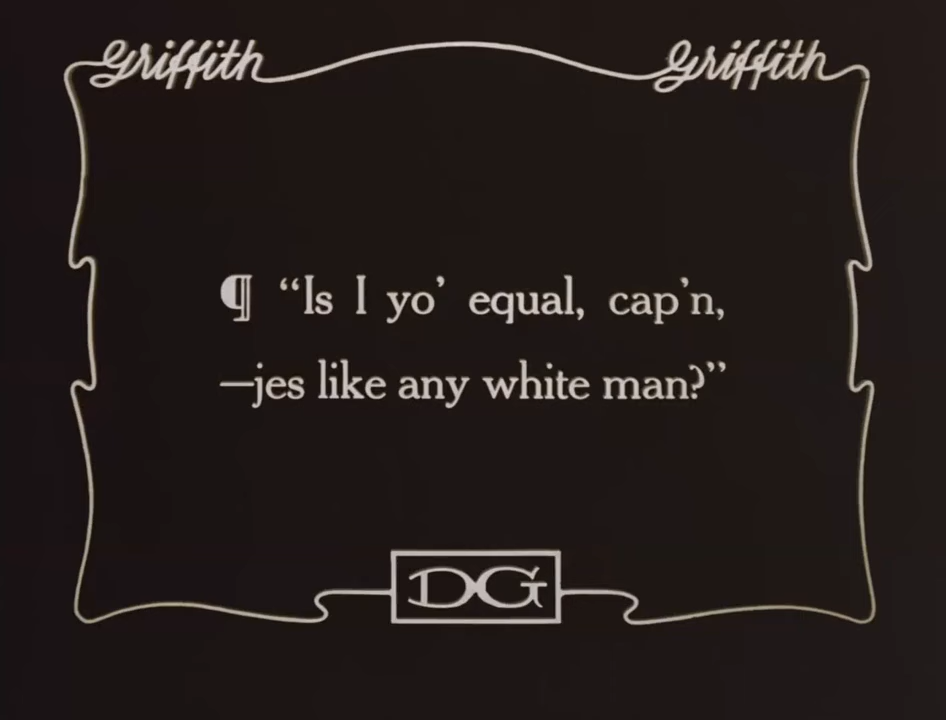 Griffith Griffith
¶ “Is I yo’ equal, cap’n,
—jes like any white man?”
DG